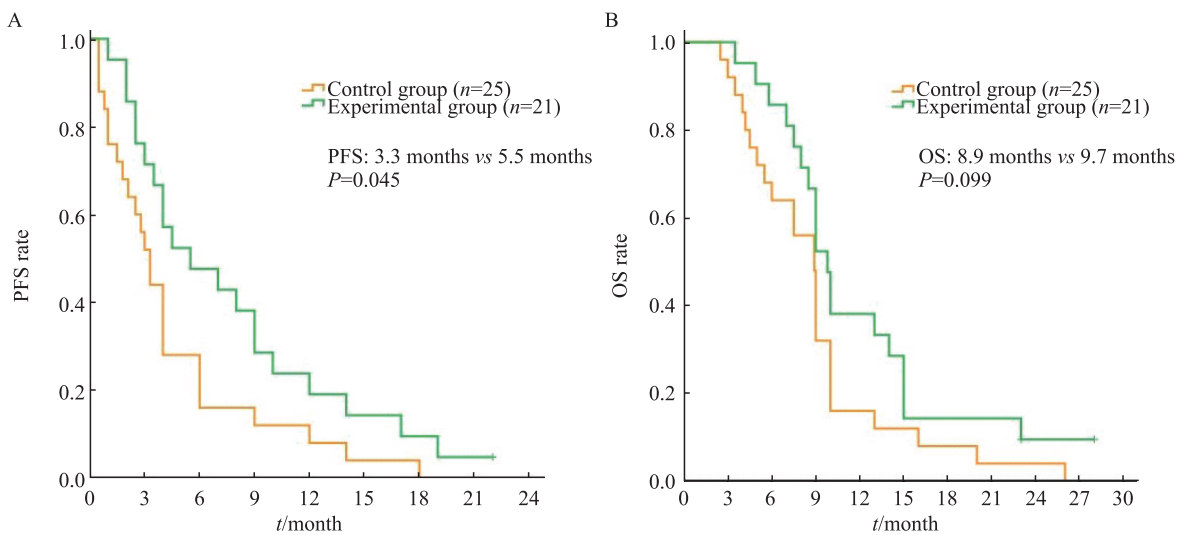 A
1.0
0.8
0.6
0.4
0.2
0.0
PFS rate
Control group (n=25)
Experimental group (n=21)
PFS: 3.3 months vs 5.5 months
P=0.045
0 3 6 9 12 15 18 21 24
t/month
B
1.0
0.8
0.6
0.4
0.2
0.0
OS rate
Control group (n=25)
Experimental group (n=21)
OS: 8.9 months vs 9.7 months
P=0.099
0 3 6 9 12 15 18 21 24 27 30
t/month